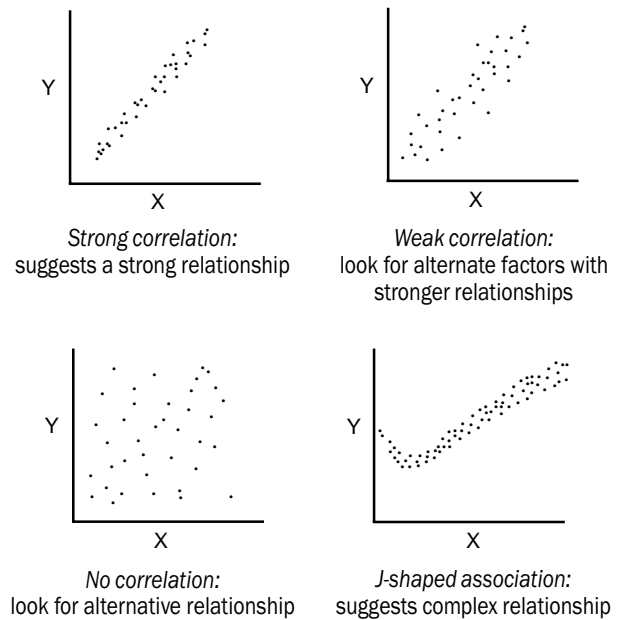 Y
X
Strong correlation:
suggests a strong relationship
Y
X
Weak correlation:
look for alternate factors with
stronger relationships
Y
X
No correlation:
look for alternative relationship
Y
X
J-shaped association:
suggests complex relationship